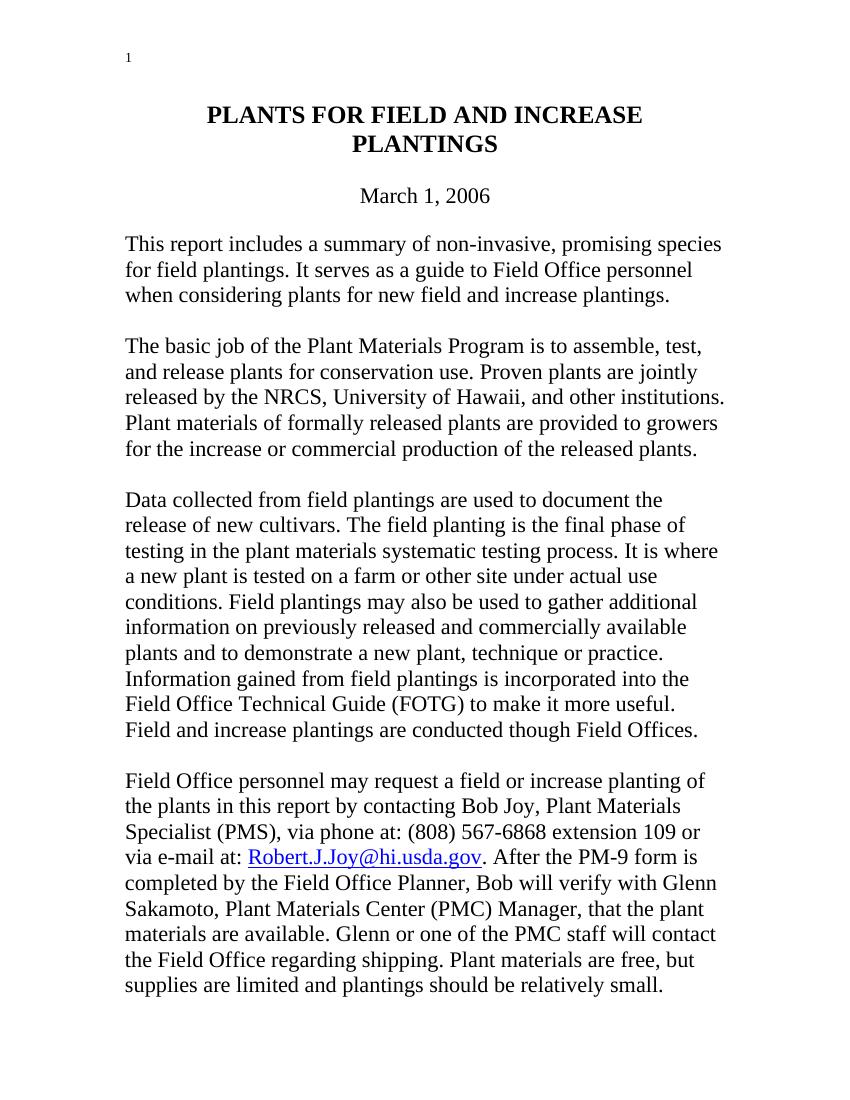 1
PLANTS FOR FIELD AND INCREASE
PLANTINGS
March 1, 2006
This report includes a summary of non-invasive, promising species
for field plantings. It serves as a guide to Field Office personnel
when considering plants for new field and increase plantings.
The basic job of the Plant Materials Program is to assemble, test,
and release plants for conservation use. Proven plants are jointly
released by the NRCS, University of Hawaii, and other institutions.
Plant materials of formally released plants are provided to growers
for the increase or commercial production of the released plants.
Data collected from field plantings are used to document the
release of new cultivars. The field planting is the final phase of
testing in the plant materials systematic testing process. It is where
a new plant is tested on a farm or other site under actual use
conditions. Field plantings may also be used to gather additional
information on previously released and commercially available
plants and to demonstrate a new plant, technique or practice.
Information gained from field plantings is incorporated into the
Field Office Technical Guide (FOTG) to make it more useful.
Field and increase plantings are conducted though Field Offices.
Field Office personnel may request a field or increase planting of
the plants in this report by contacting Bob Joy, Plant Materials
Specialist (PMS), via phone at: (808) 567-6868 extension 109 or
via e-mail at: Robert.J.Joy@hi.usda.gov. After the PM-9 form is
completed by the Field Office Planner, Bob will verify with Glenn
Sakamoto, Plant Materials Center (PMC) Manager, that the plant
materials are available. Glenn or one of the PMC staff will contact
the Field Office regarding shipping. Plant materials are free, but
supplies are limited and plantings should be relatively small.